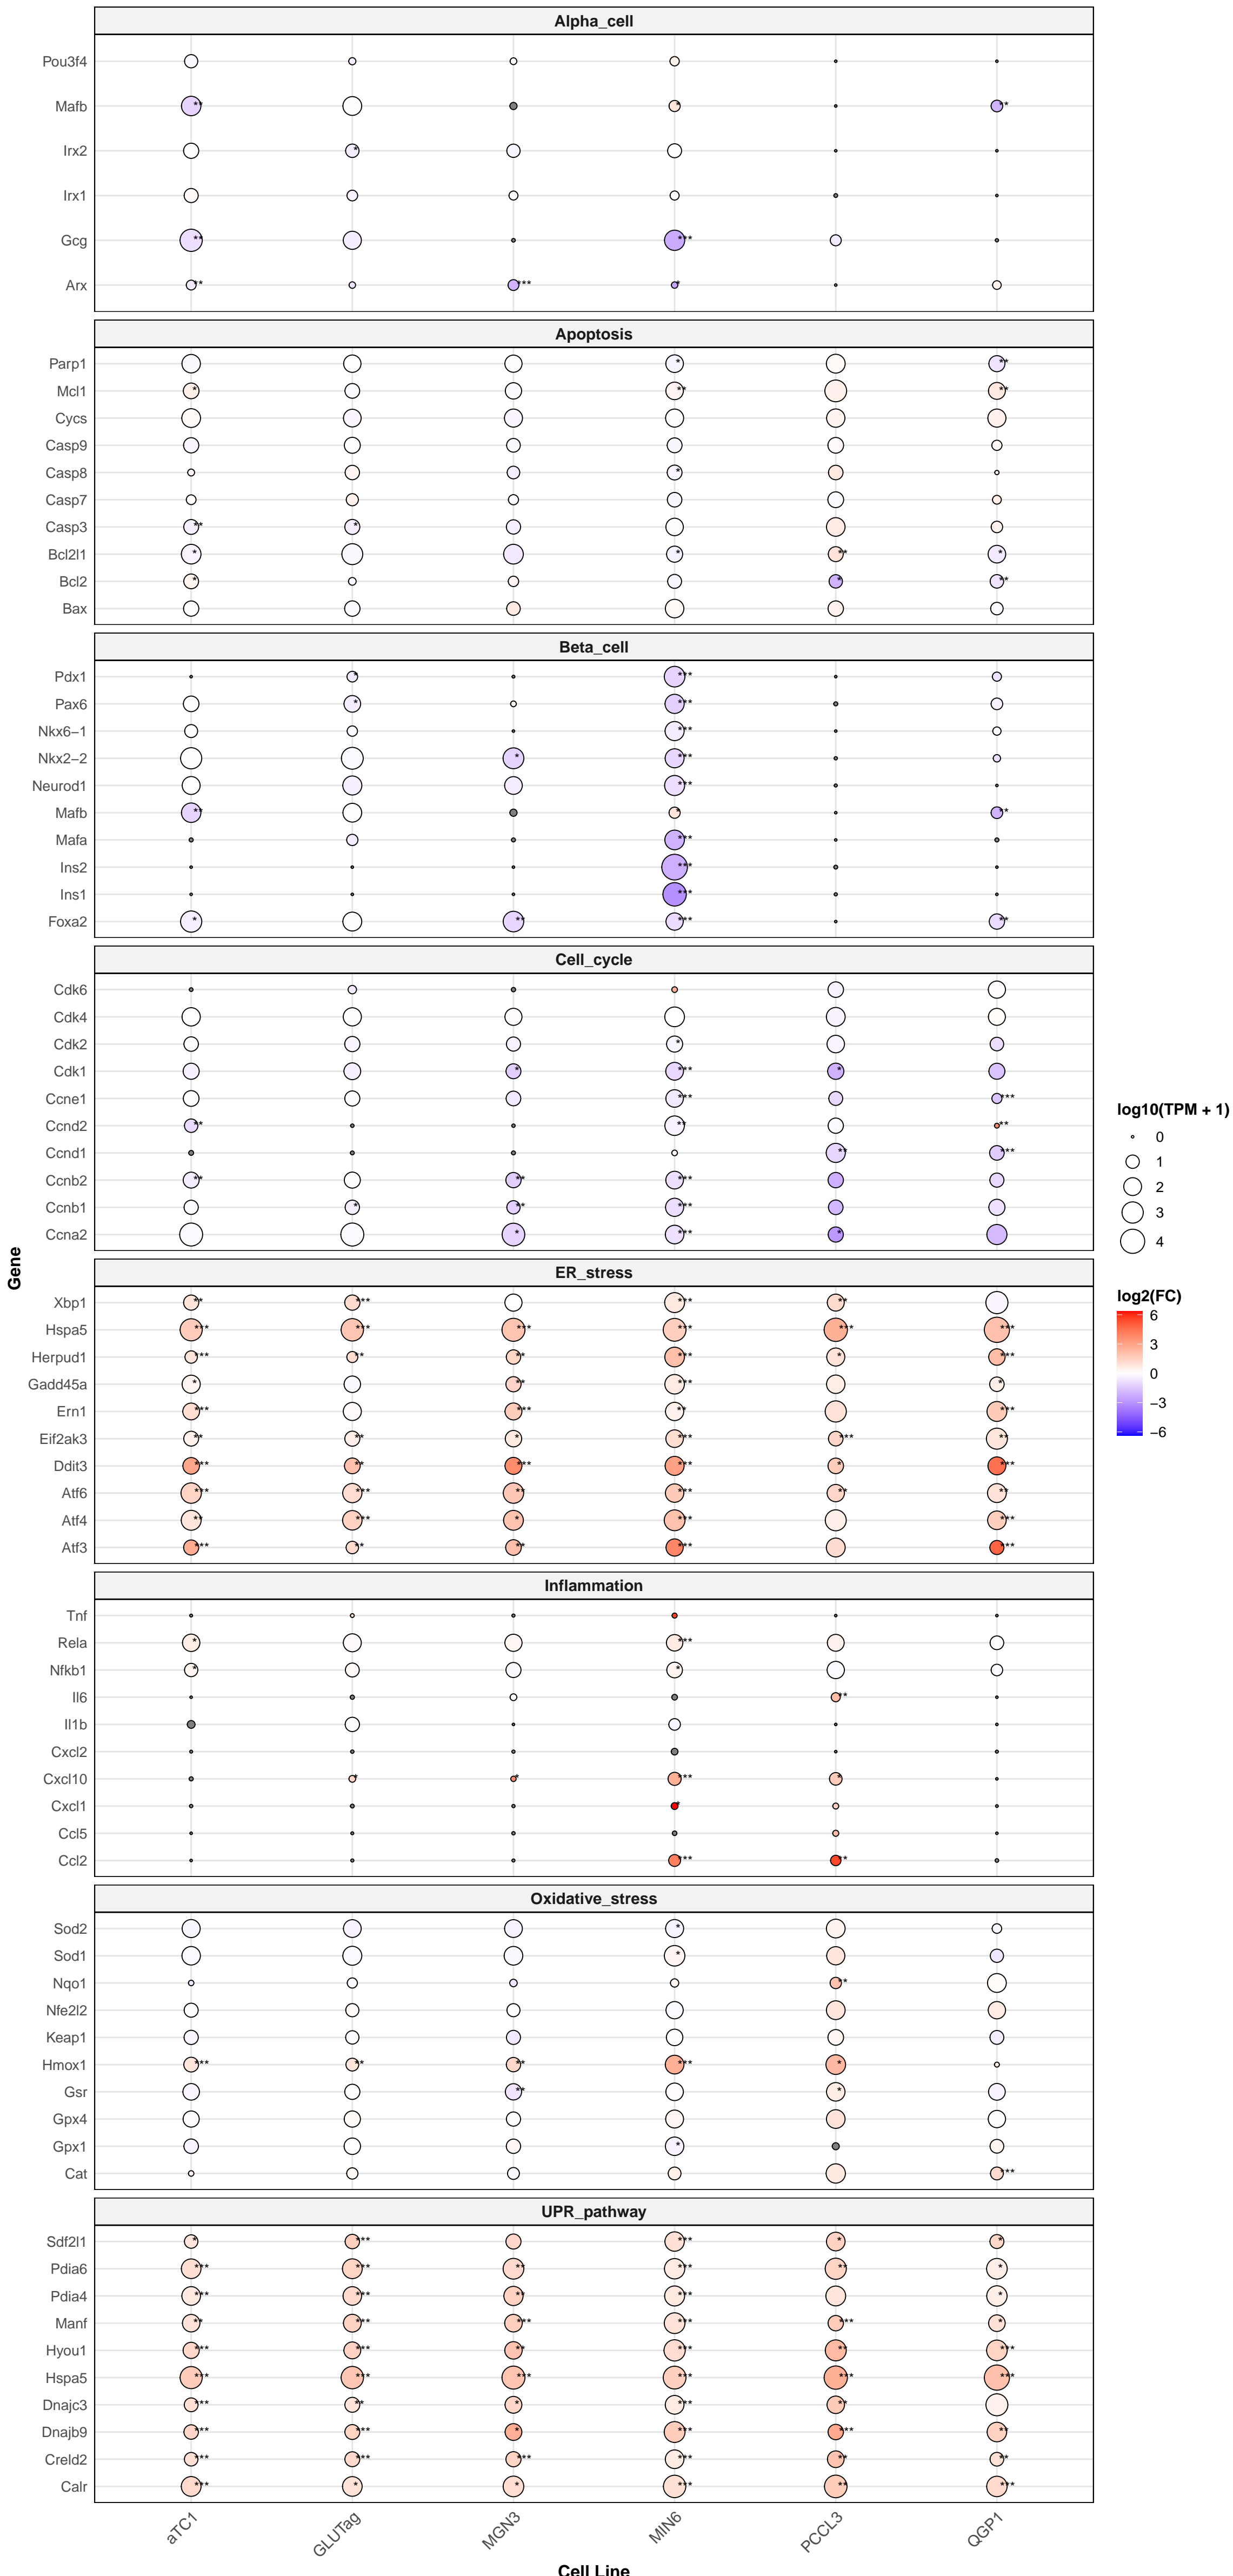 Alpha_cell
Pou3f4
Mafb
**
*
**
Irx2
*
Irx1
Gcg
**
***
Arx
**
***
*
Apoptosis
Parp1
*
**
Mcl1
*
**
**
Cycs
Casp9
Casp8
*
Casp7
Casp3
**
*
Bcl2l1
*
*
**
*
Bcl2
*
*
**
Bax
Beta_cell
Pdx1
*
***
Pax6
*
***
Nkx6−1
***
Nkx2−2
*
***
Neurod1
***
Mafb
**
*
**
Mafa
***
Ins2
***
Ins1
***
Foxa2
*
**
***
**
Cell_cycle
Cdk6
Cdk4
Cdk2
*
Cdk1
*
***
*
Ccne1
***
***
Ccnd2
**
**
**
Ccnd1
**
***
Ccnb2
**
**
***
Ccnb1
*
**
***
Ccna2
*
***
*
ER_stress
Xbp1
**
***
***
**
Hspa5
***
***
***
***
***
***
Herpud1
***
**
**
***
*
***
Gadd45a
*
**
***
*
Ern1
***
***
**
***
Eif2ak3
**
**
*
***
***
**
Ddit3
***
**
***
***
*
***
Atf6
***
***
**
***
**
**
Atf4
**
***
*
***
***
Atf3
***
**
**
***
***
Inflammation
Tnf
Rela
*
***
Nfkb1
*
*
Il6
**
Il1b
Cxcl2
Cxcl10
*
*
***
*
Cxcl1
*
Ccl5
Ccl2
***
**
Oxidative_stress
Sod2
*
Sod1
*
Nqo1
**
Nfe2l2
Keap1
Hmox1
***
**
**
***
*
Gsr
**
*
Gpx4
Gpx1
*
Cat
***
UPR_pathway
Sdf2l1
*
***
***
*
*
Pdia6
***
***
**
***
**
*
Pdia4
***
***
**
***
*
Manf
**
***
***
***
***
*
Hyou1
***
***
**
***
**
***
Hspa5
***
***
***
***
***
***
Dnajc3
***
**
*
***
**
Dnajb9
***
***
*
***
***
**
Creld2
***
***
***
***
**
**
Calr
***
*
*
***
**
***
aTC1
GLUTag
MGN3
MIN6
PCCL3
QGP1
Cell Line
Gene
log10(TPM + 1)
0
1
2
3
4
log2(FC)
6
3
0
−3
−6